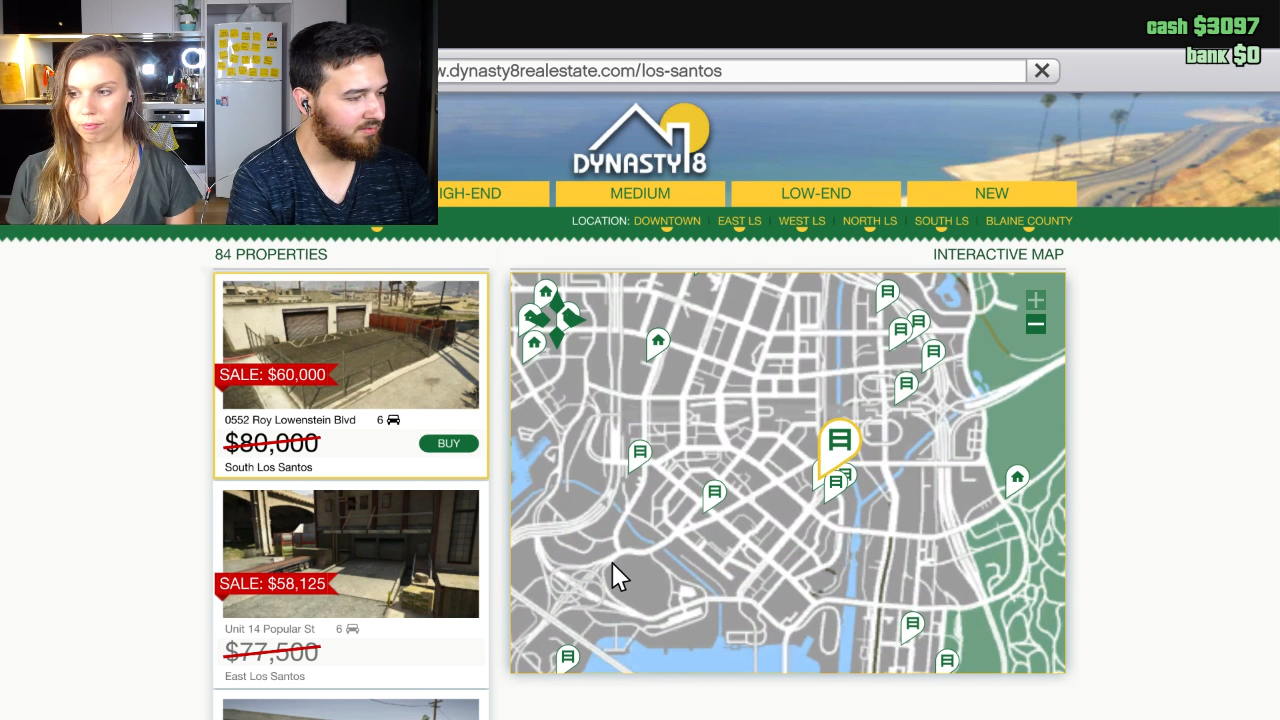 cash $3097
bank $0
w.dynasty8realestate.com/los-santos
DYNASTY 8
IGH-END
MEDIUM
LOW-END
NEW
LOCATION: DOWNTOWN EAST LS WEST LS NORTH LS SOUTH LS BLAINE COUNTY
84 PROPERTIES
INTERACTIVE MAP
SALE: $60,000
0552 Roy Lowenstein Blvd 6
$80,000
BUY
South Los Santos
SALE: $58,125
Unit 14 Popular St 6
$77,500
East Los Santos